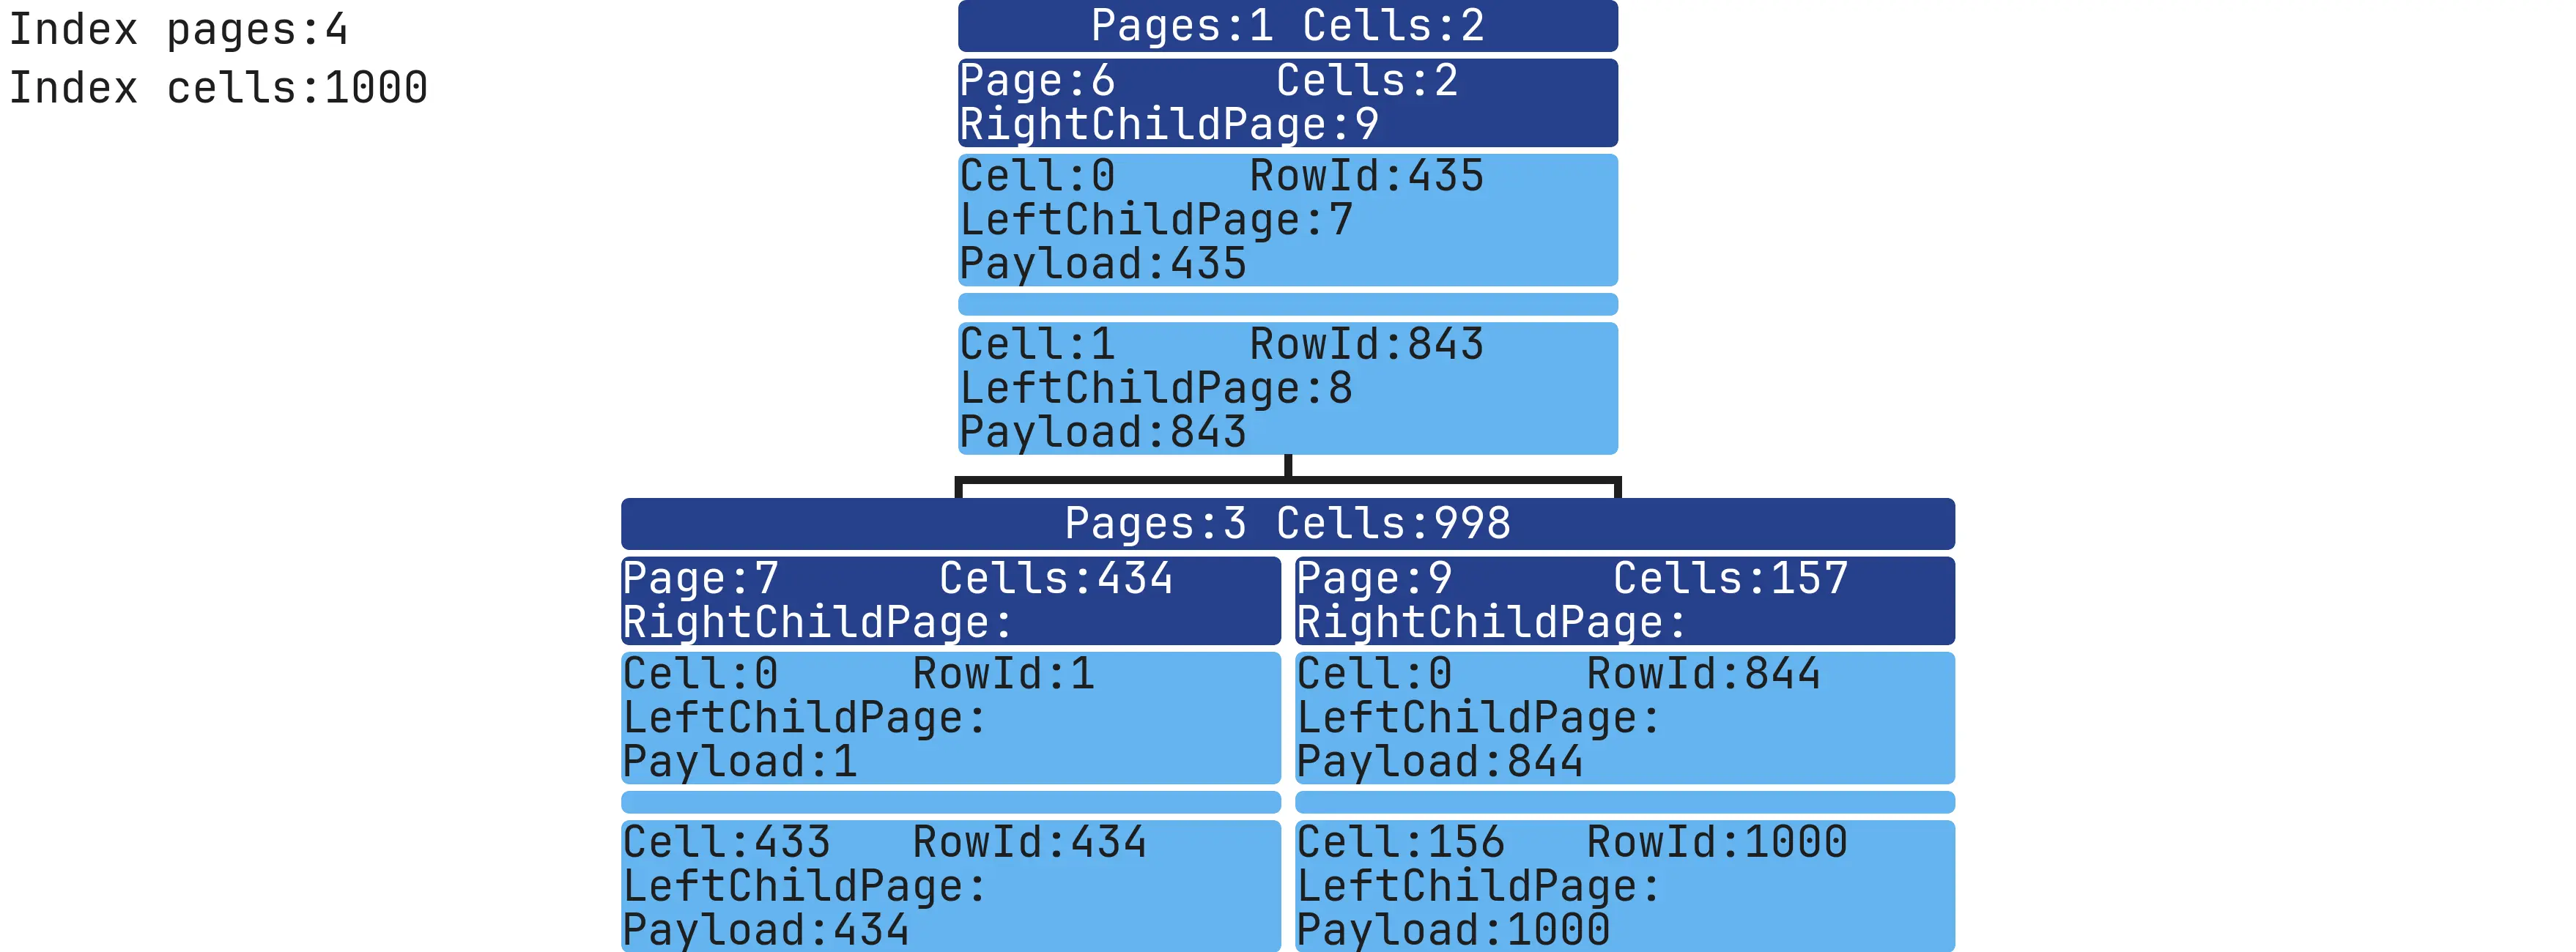 Index pages:4
Index cells:1000
Pages:1 Cells:2
Page:6 Cells:2
RightChildPage:9
Cell:0 RowId:435
LeftChildPage:7
Payload:435
Cell:1 RowId:843
LeftChildPage:8
Payload:843
Pages:3 Cells:998
Page:7 Cells:434
RightChildPage:
Cell:0 RowId:1
LeftChildPage:
Payload:1
Cell:433 RowId:434
LeftChildPage:
Payload:434
Page:9 Cells:157
RightChildPage:
Cell:0 RowId:844
LeftChildPage:
Payload:844
Cell:156 RowId:1000
LeftChildPage:
Payload:1000